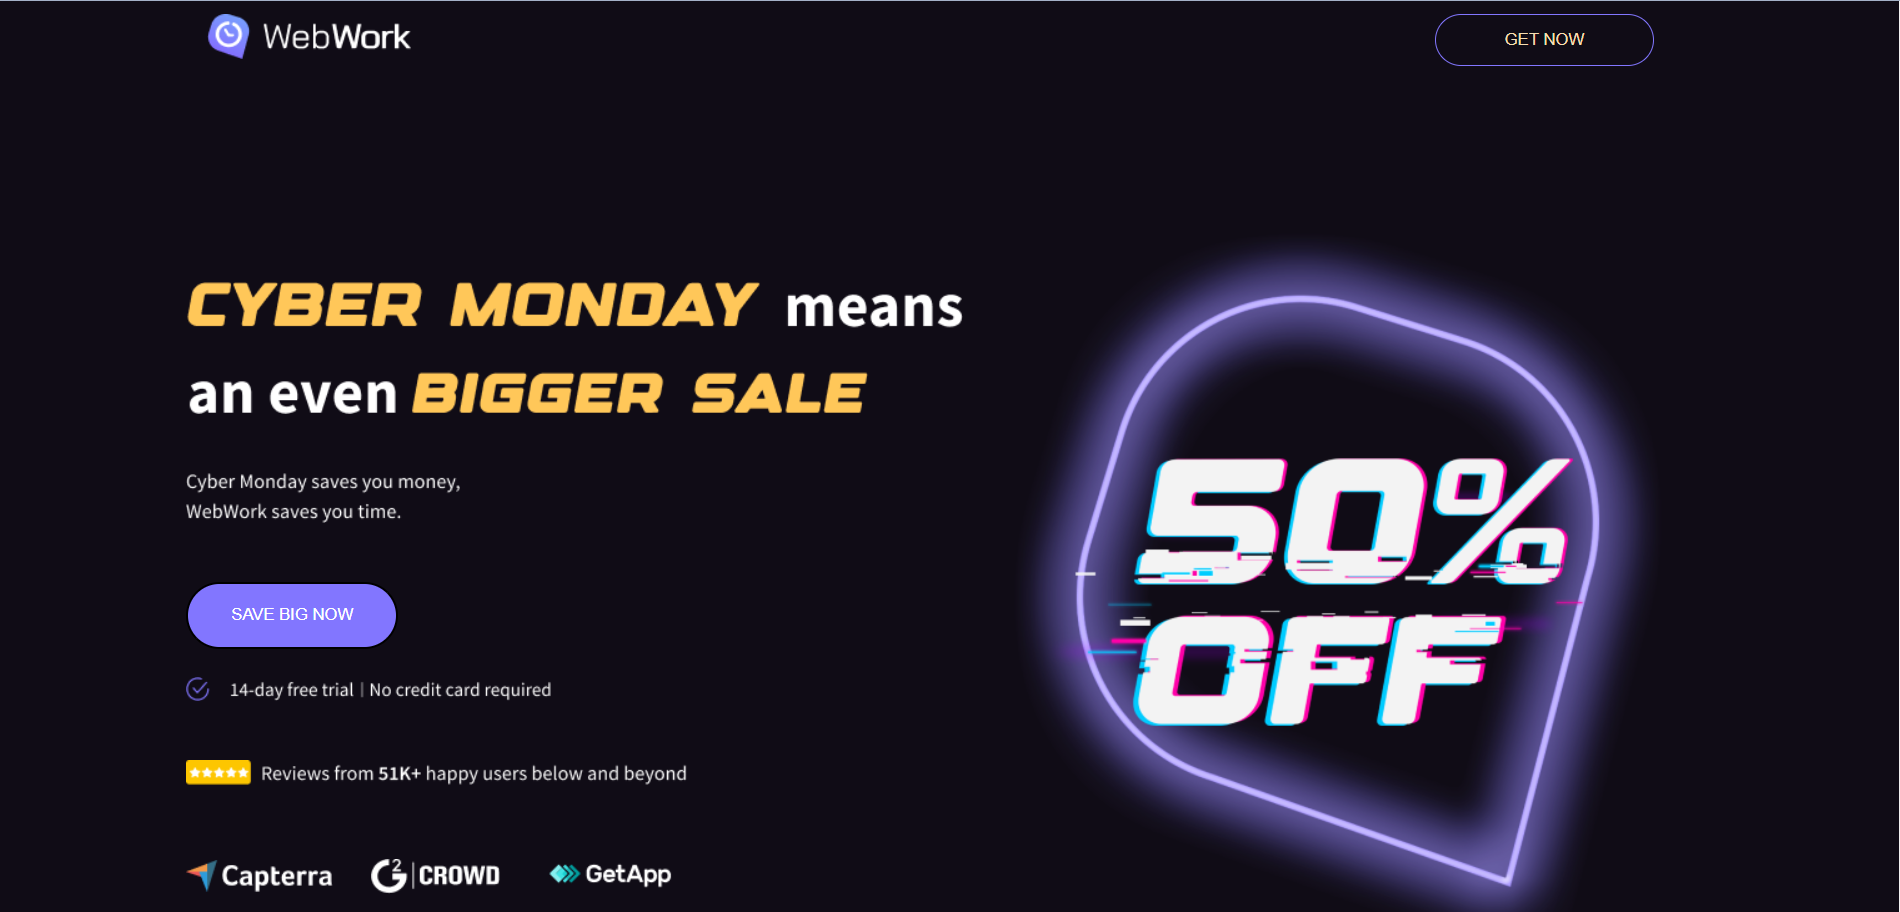 WebWork
GET NOW
CYBER MONDAY means
an even BIGGER SALE
Cyber Monday saves you money,
WebWork saves you time.
SAVE BIG NOW
14-day free trial | No credit card required
Reviews from 51K+ happy users below and beyond
Capterra
G2 | CROWD
GetApp
50%
OFF